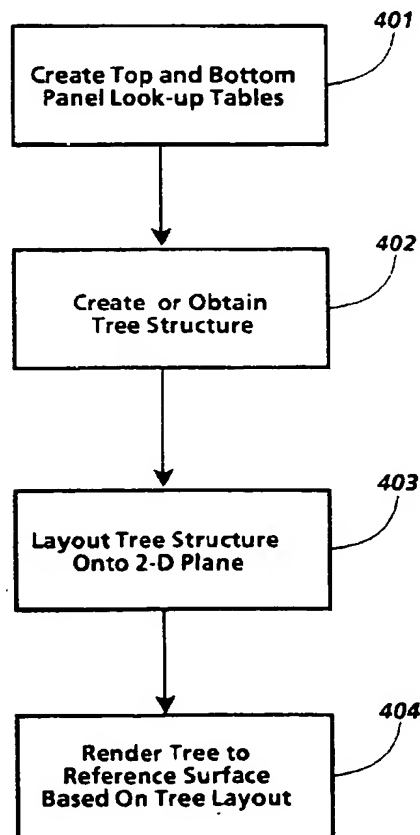 401
Create Top and Bottom
Panel Look-up Tables
402
Create or Obtain
Tree Structure
403
Layout Tree Structure
Onto 2-D Plane
404
Render Tree to
Reference Surface
Based On Tree Layout